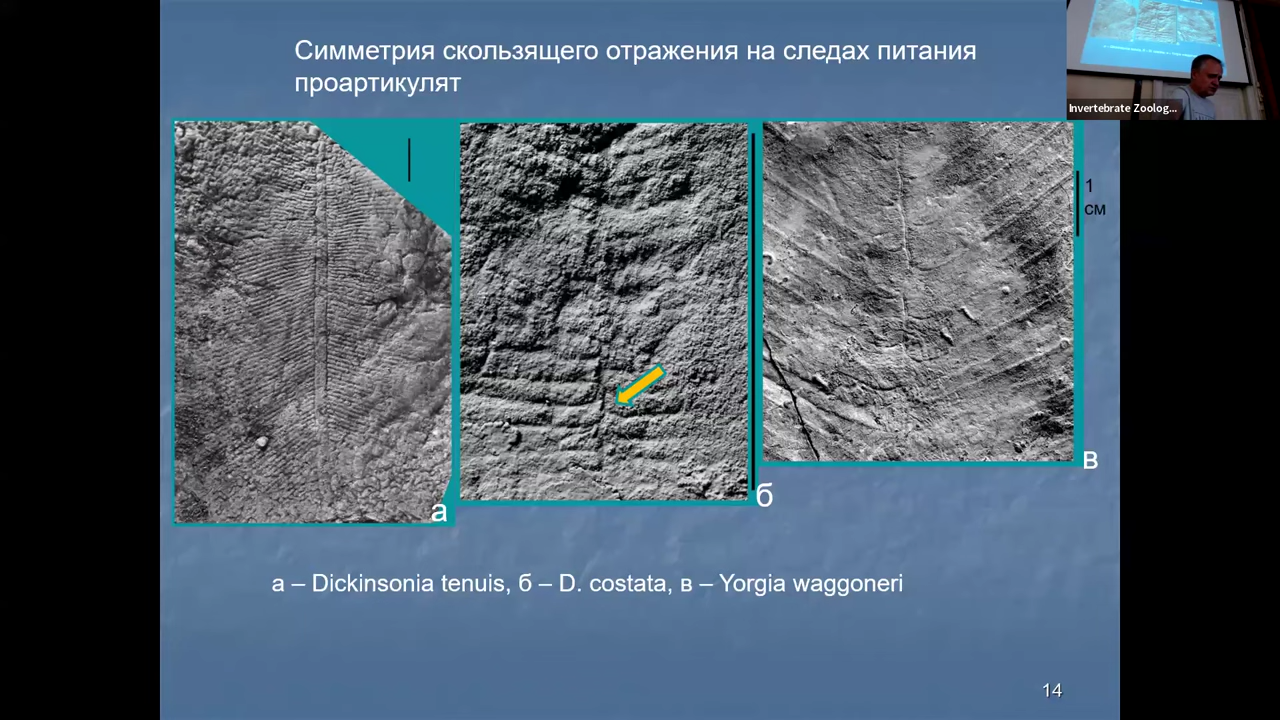 Симметрия скользящего отражения на следах питания
проартикулят
Invertebrate Zoolog...
1
см
а
б
в
а – Dickinsonia tenuis, б – D. costata, в – Yorgia waggoneri
14